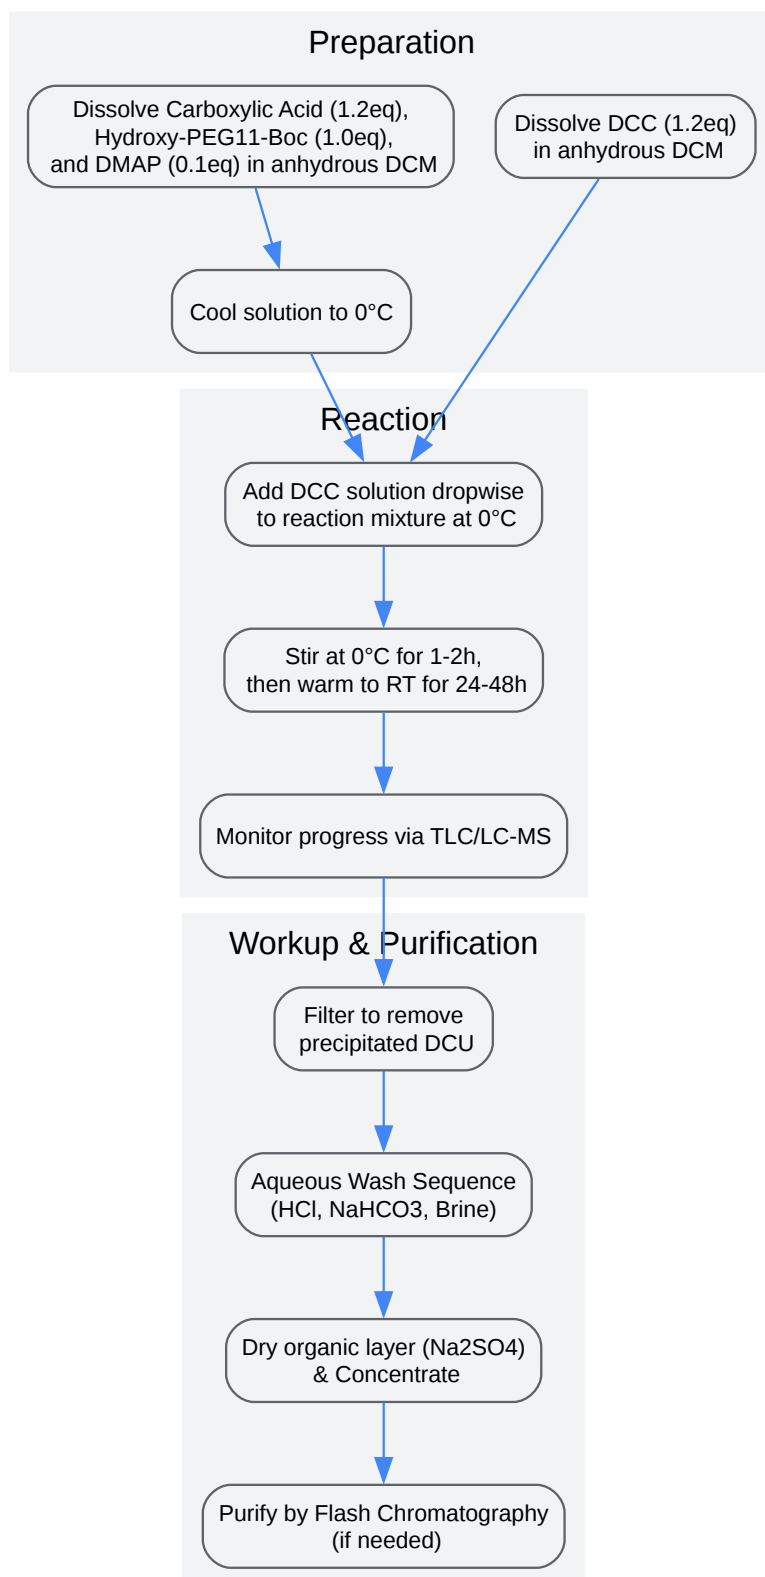 Preparation
Dissolve Carboxylic Acid (1.2eq),
Hydroxy-PEG11-Boc (1.0eq),
and DMAP (0.1eq) in anhydrous DCM
Dissolve DCC (1.2eq)
in anhydrous DCM
Cool solution to 0°C
Reaction
Add DCC solution dropwise
to reaction mixture at 0°C
Stir at 0°C for 1-2h,
then warm to RT for 24-48h
Monitor progress via TLC/LC-MS
Workup & Purification
Filter to remove
precipitated DCU
Aqueous Wash Sequence
(HCl, NaHCO3, Brine)
Dry organic layer (Na2SO4)
& Concentrate
Purify by Flash Chromatography
(if needed)